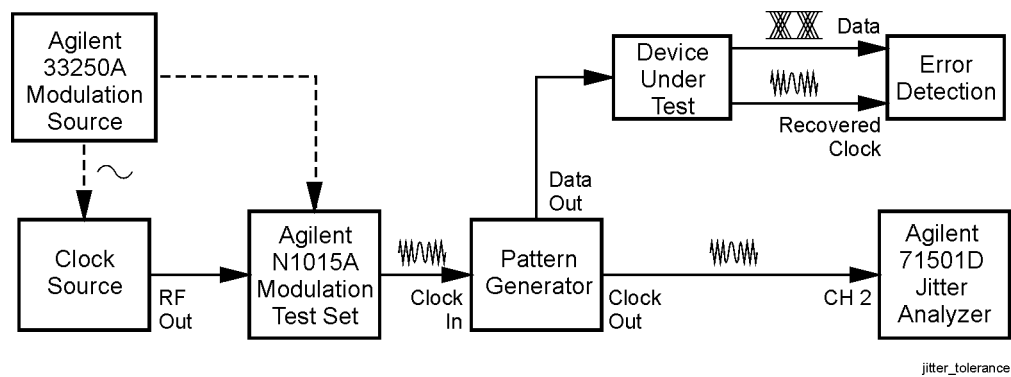 Agilent
33250A
Modulation
Source
Device
Under
Test
Data
Recovered
Clock
Error
Detection
Data
Out
Clock
Source
RF
Out
Agilent
N1015A
Modulation
Test Set
Clock
In
Pattern
Generator
Clock
Out
CH 2
Agilent
71501D
Jitter
Analyzer
jitter_tolerance